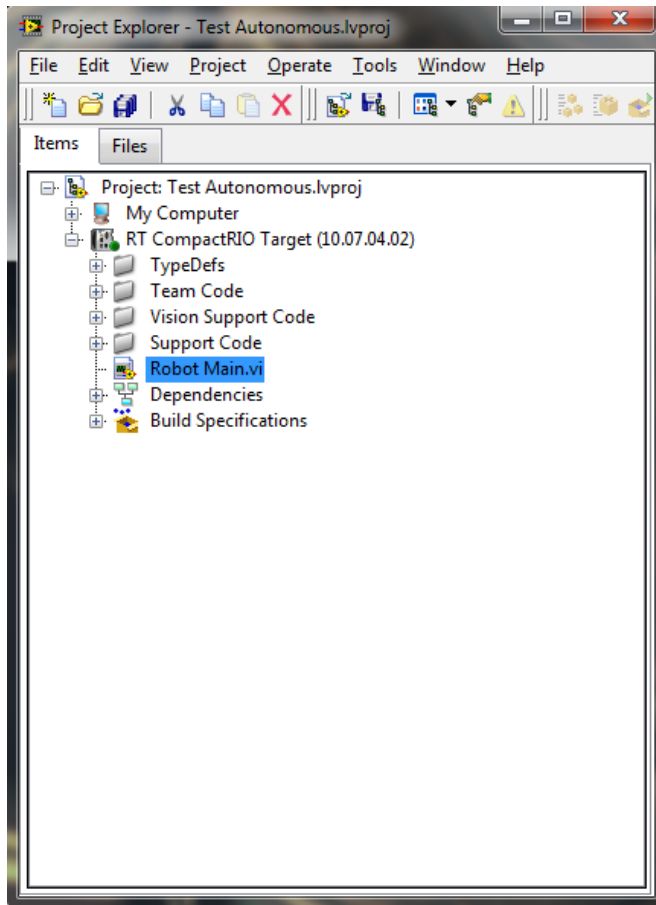 Project Explorer - Test Autonomous.lvproj
File Edit View Project Operate Tools Window Help
Items Files
Project: Test Autonomous.lvproj
My Computer
RT CompactRIO Target (10.07.04.02)
TypeDefs
Team Code
Vision Support Code
Support Code
Robot Main.vi
Dependencies
Build Specifications